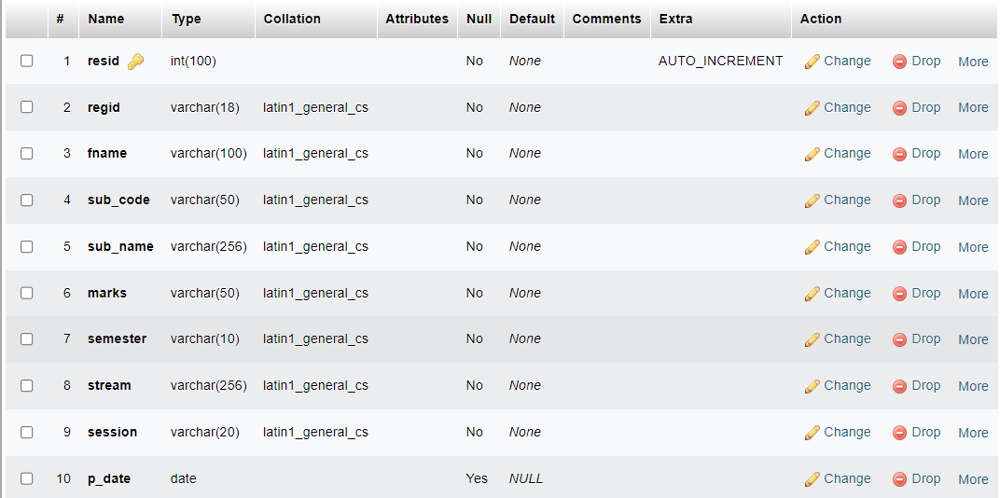 # Name Type Collation Attributes Null Default Comments Extra Action
1 resid int(100) No None AUTO_INCREMENT Change Drop More
2 regid varchar(18) latin1_general_cs No None Change Drop More
3 fname varchar(100) latin1_general_cs No None Change Drop More
4 sub_code varchar(50) latin1_general_cs No None Change Drop More
5 sub_name varchar(256) latin1_general_cs No None Change Drop More
6 marks varchar(50) latin1_general_cs No None Change Drop More
7 semester varchar(10) latin1_general_cs No None Change Drop More
8 stream varchar(256) latin1_general_cs No None Change Drop More
9 session varchar(20) latin1_general_cs No None Change Drop More
10 p_date date Yes NULL Change Drop More